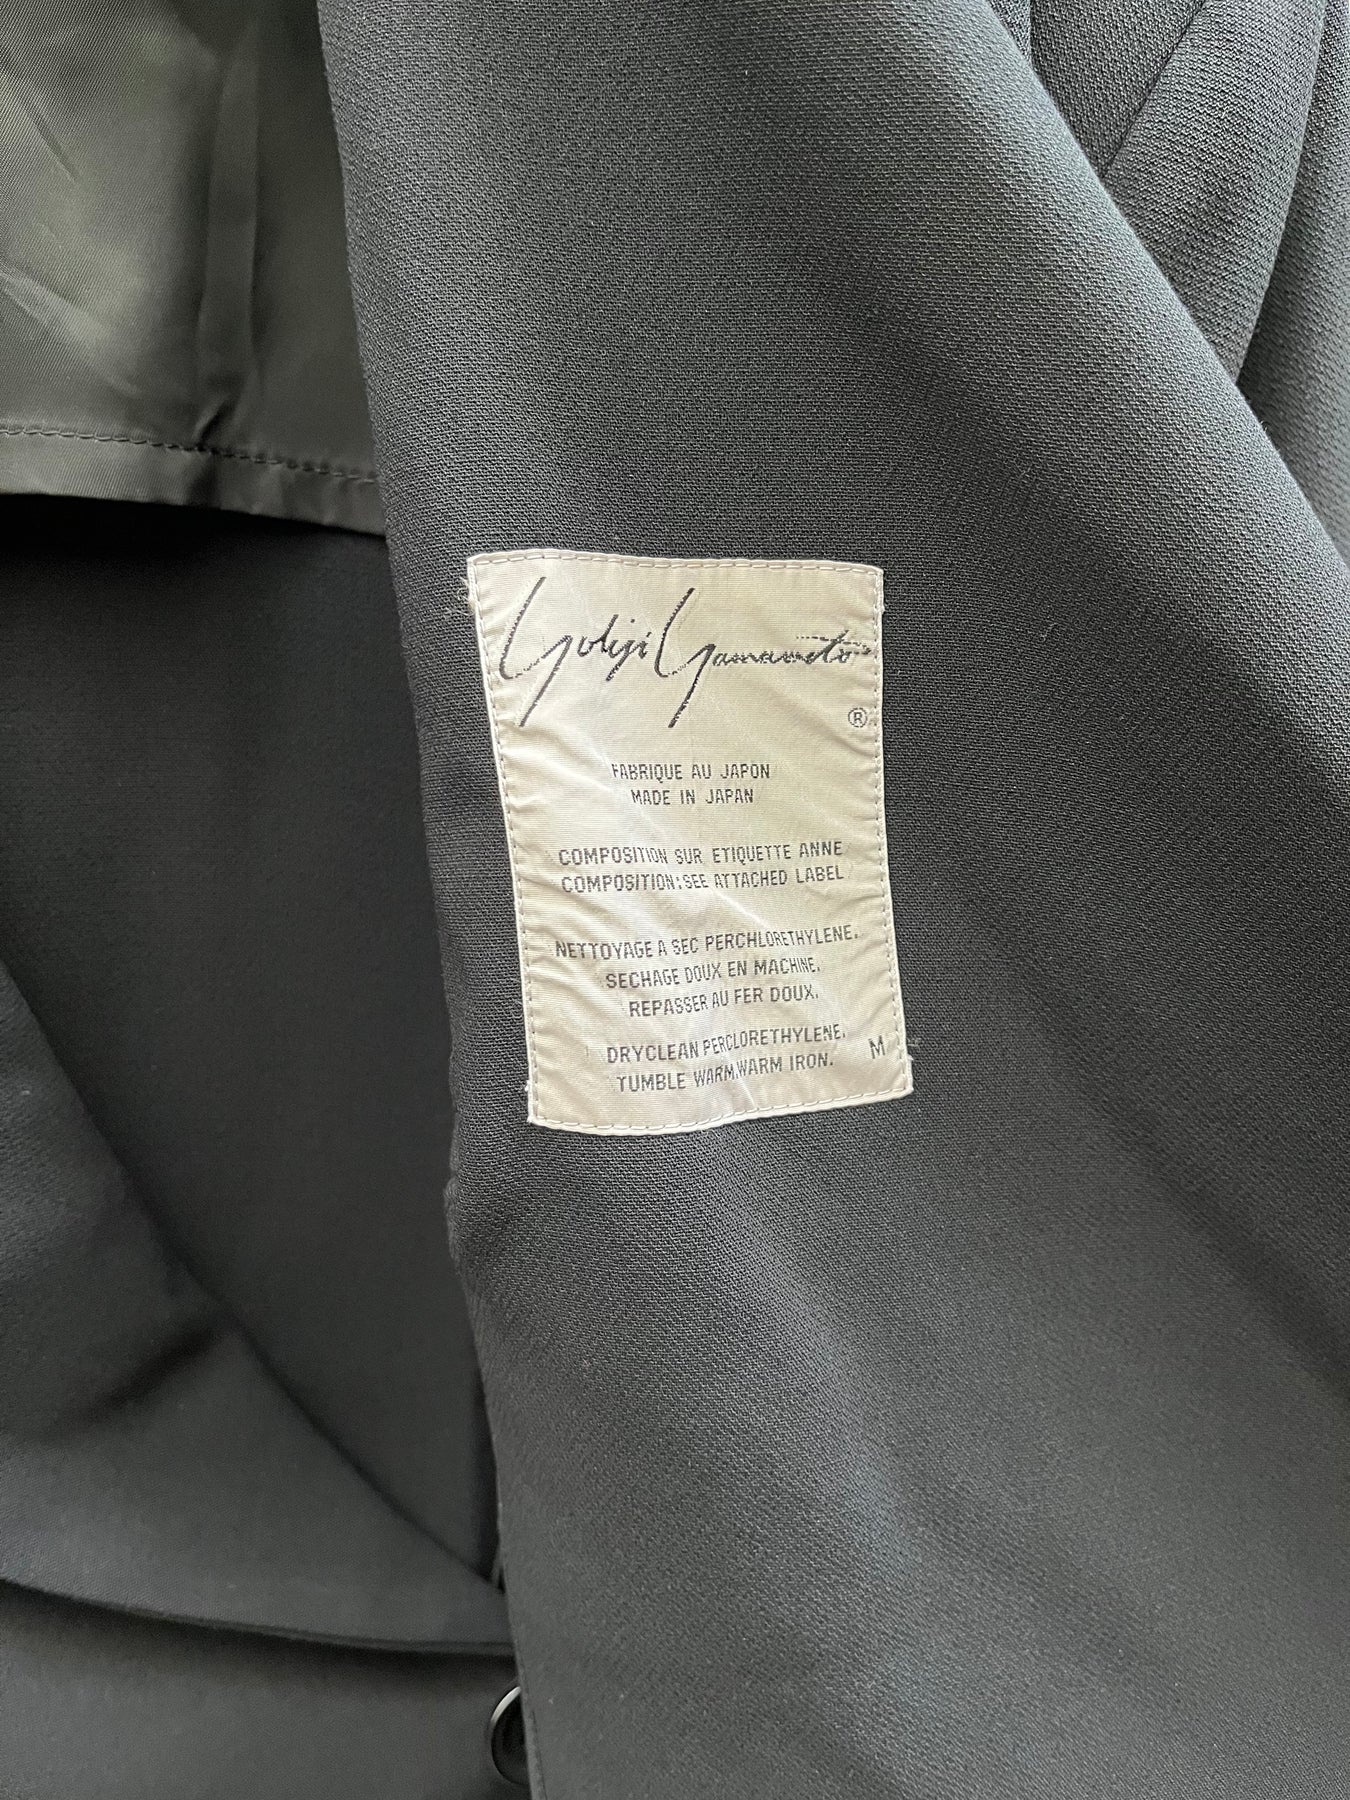 Yohji Yamamoto
®
FABRIQUE AU JAPON
MADE IN JAPAN
COMPOSITION SUR ETIQUETTE ANNE
COMPOSITION:SEE ATTACHED LABEL
NETTOYAGE A SEC PERCHLORETHYLENE.
SECHAGE DOUX EN MACHINE.
REPASSER AU FER DOUX.
DRYCLEAN PERCLORETHYLENE.
TUMBLE WARM.WARM IRON.
M